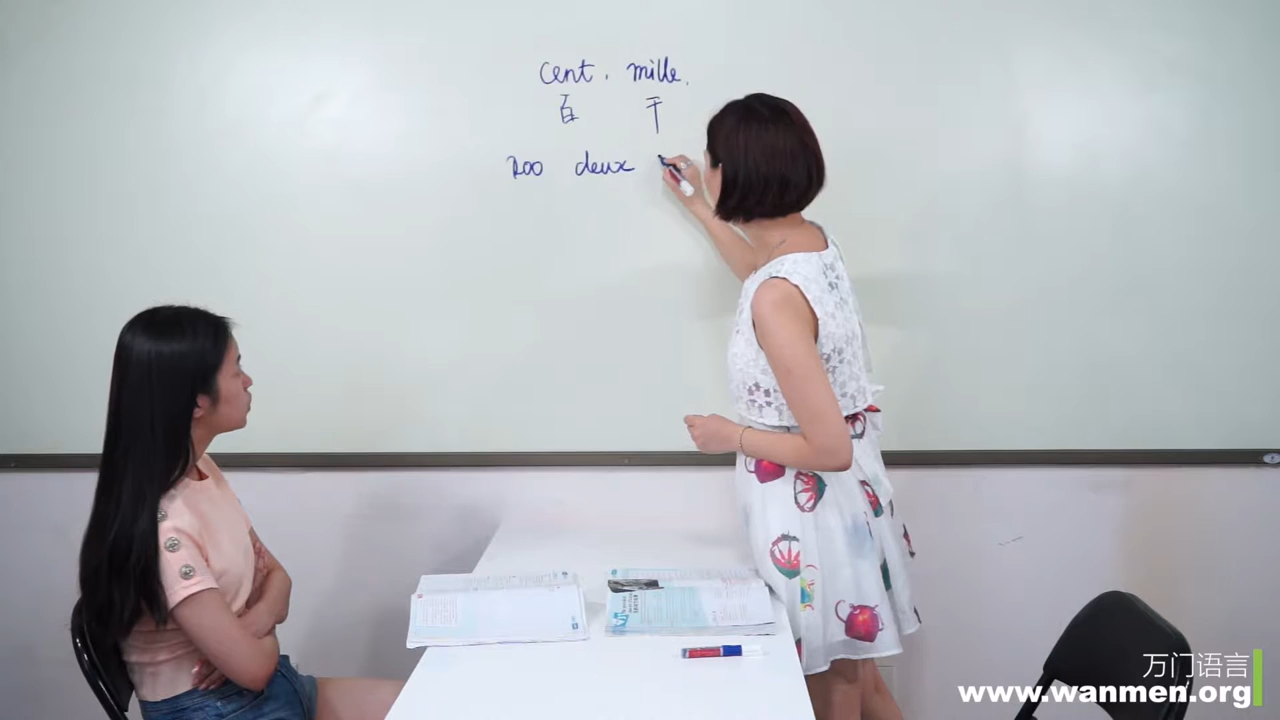 cent. mille.
百 千
200 deux
万门语言
www.wanmen.org